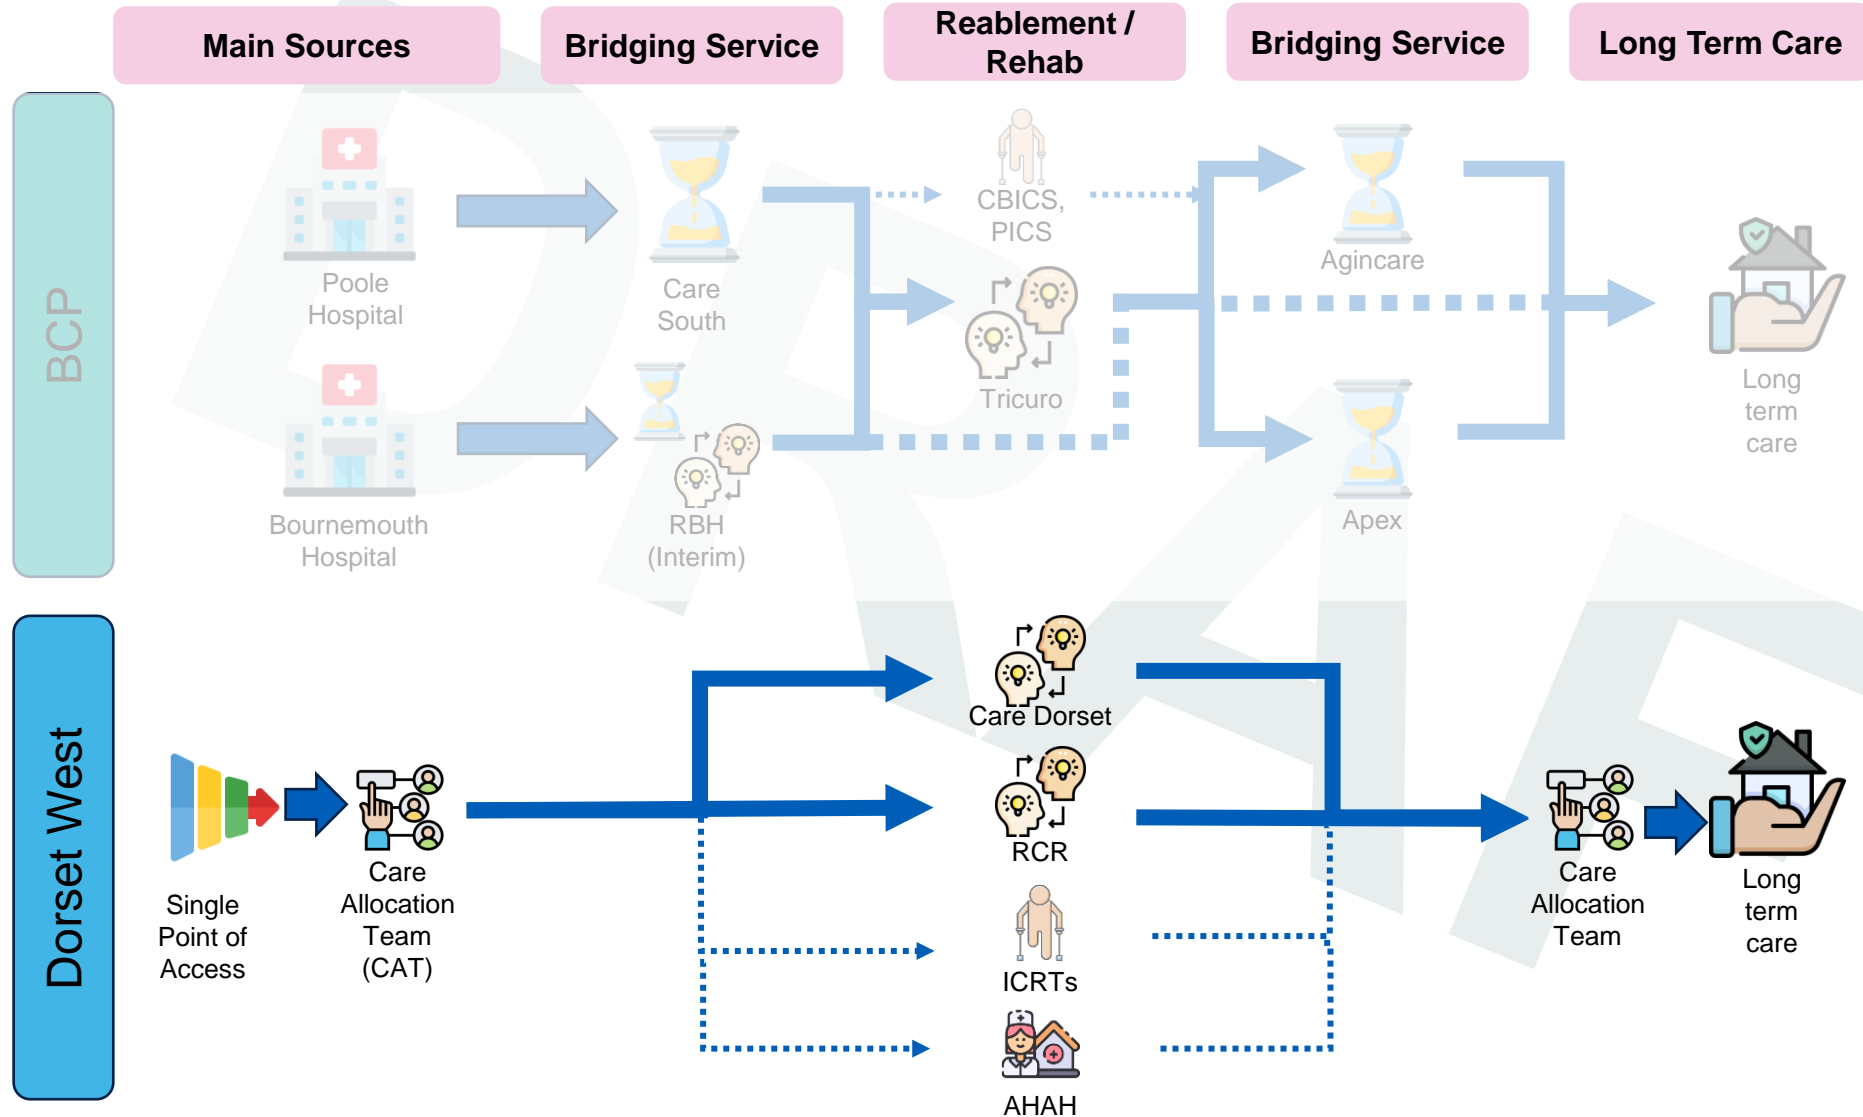 Main Sources
Bridging Service
Reablement /
Rehab
Bridging Service
Long Term Care
BCP
Poole
Hospital
Care
South
CBICS,
PICS
Tricuro
Agincare
Long
term
care
Bournemouth
Hospital
RBH
(Interim)
Apex
Dorset West
Single
Point of
Access
Care
Allocation
Team
(CAT)
Care Dorset
RCR
ICRTs
AHAH
Care
Allocation
Team
Long
term
care
DRAF